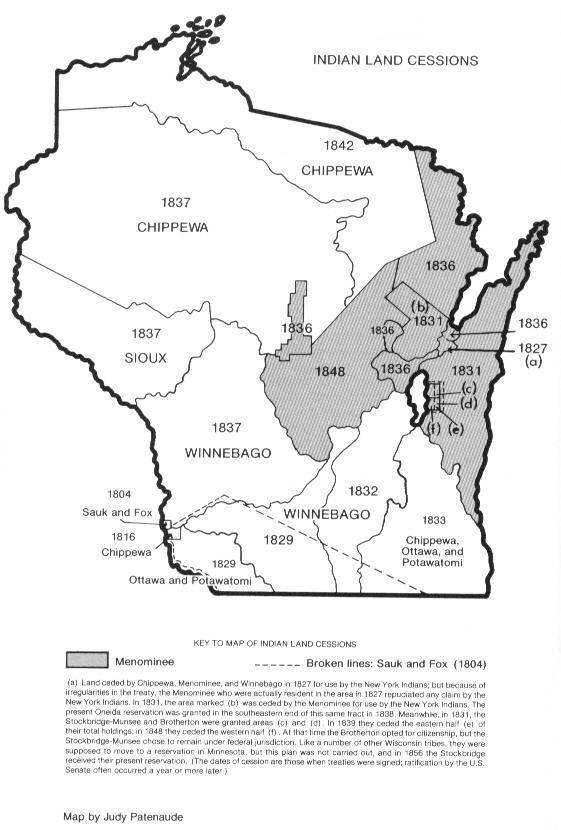 INDIAN LAND CESSIONS
1842
CHIPPEWA
1837
CHIPPEWA
1836
(b)
1831
1836
1836
1836
1827
(a)
1837
SIOUX
1848
1836
1831
(c)
(d)
(f)
(e)
1837
WINNEBAGO
1804
Sauk and Fox
1816
Chippewa
1832
WINNEBAGO
1829
1829
Ottawa and Potawatomi
1833
Chippewa,
Ottawa, and
Potawatomi
KEY TO MAP OF INDIAN LAND CESSIONS
Menominee
Broken lines: Sauk and Fox (1804)
(a) Land ceded by Chippewa, Menominee, and Winnebago in 1827 for use by the New York Indians; but because of
irregularities in the treaty, the Menominee who were actually resident in the area in 1827 repudiated any claim by the
New York Indians. In 1831, the area marked (b) was ceded by the Menominee for use by the New York Indians. The
present Oneida reservation was granted in the southeastern end of this same tract in 1838. Meanwhile, in 1831, the
Stockbridge-Munsee and Brotherton were granted areas (c) and (d). In 1839 they ceded the eastern half (e) of
their total holdings; in 1848 they ceded the western half (f). At that time the Brotherton opted for citizenship, but the
Stockbridge-Munsee chose to remain under federal jurisdiction. Like a number of other Wisconsin tribes, they were
supposed to move to a reservation in Minnesota, but this plan was not carried out, and in 1856 the Stockbridge
received their present reservation. (The dates of cession are those when treaties were signed; ratification by the U.S.
Senate often occurred a year or more later.)
Map by Judy Patenaude